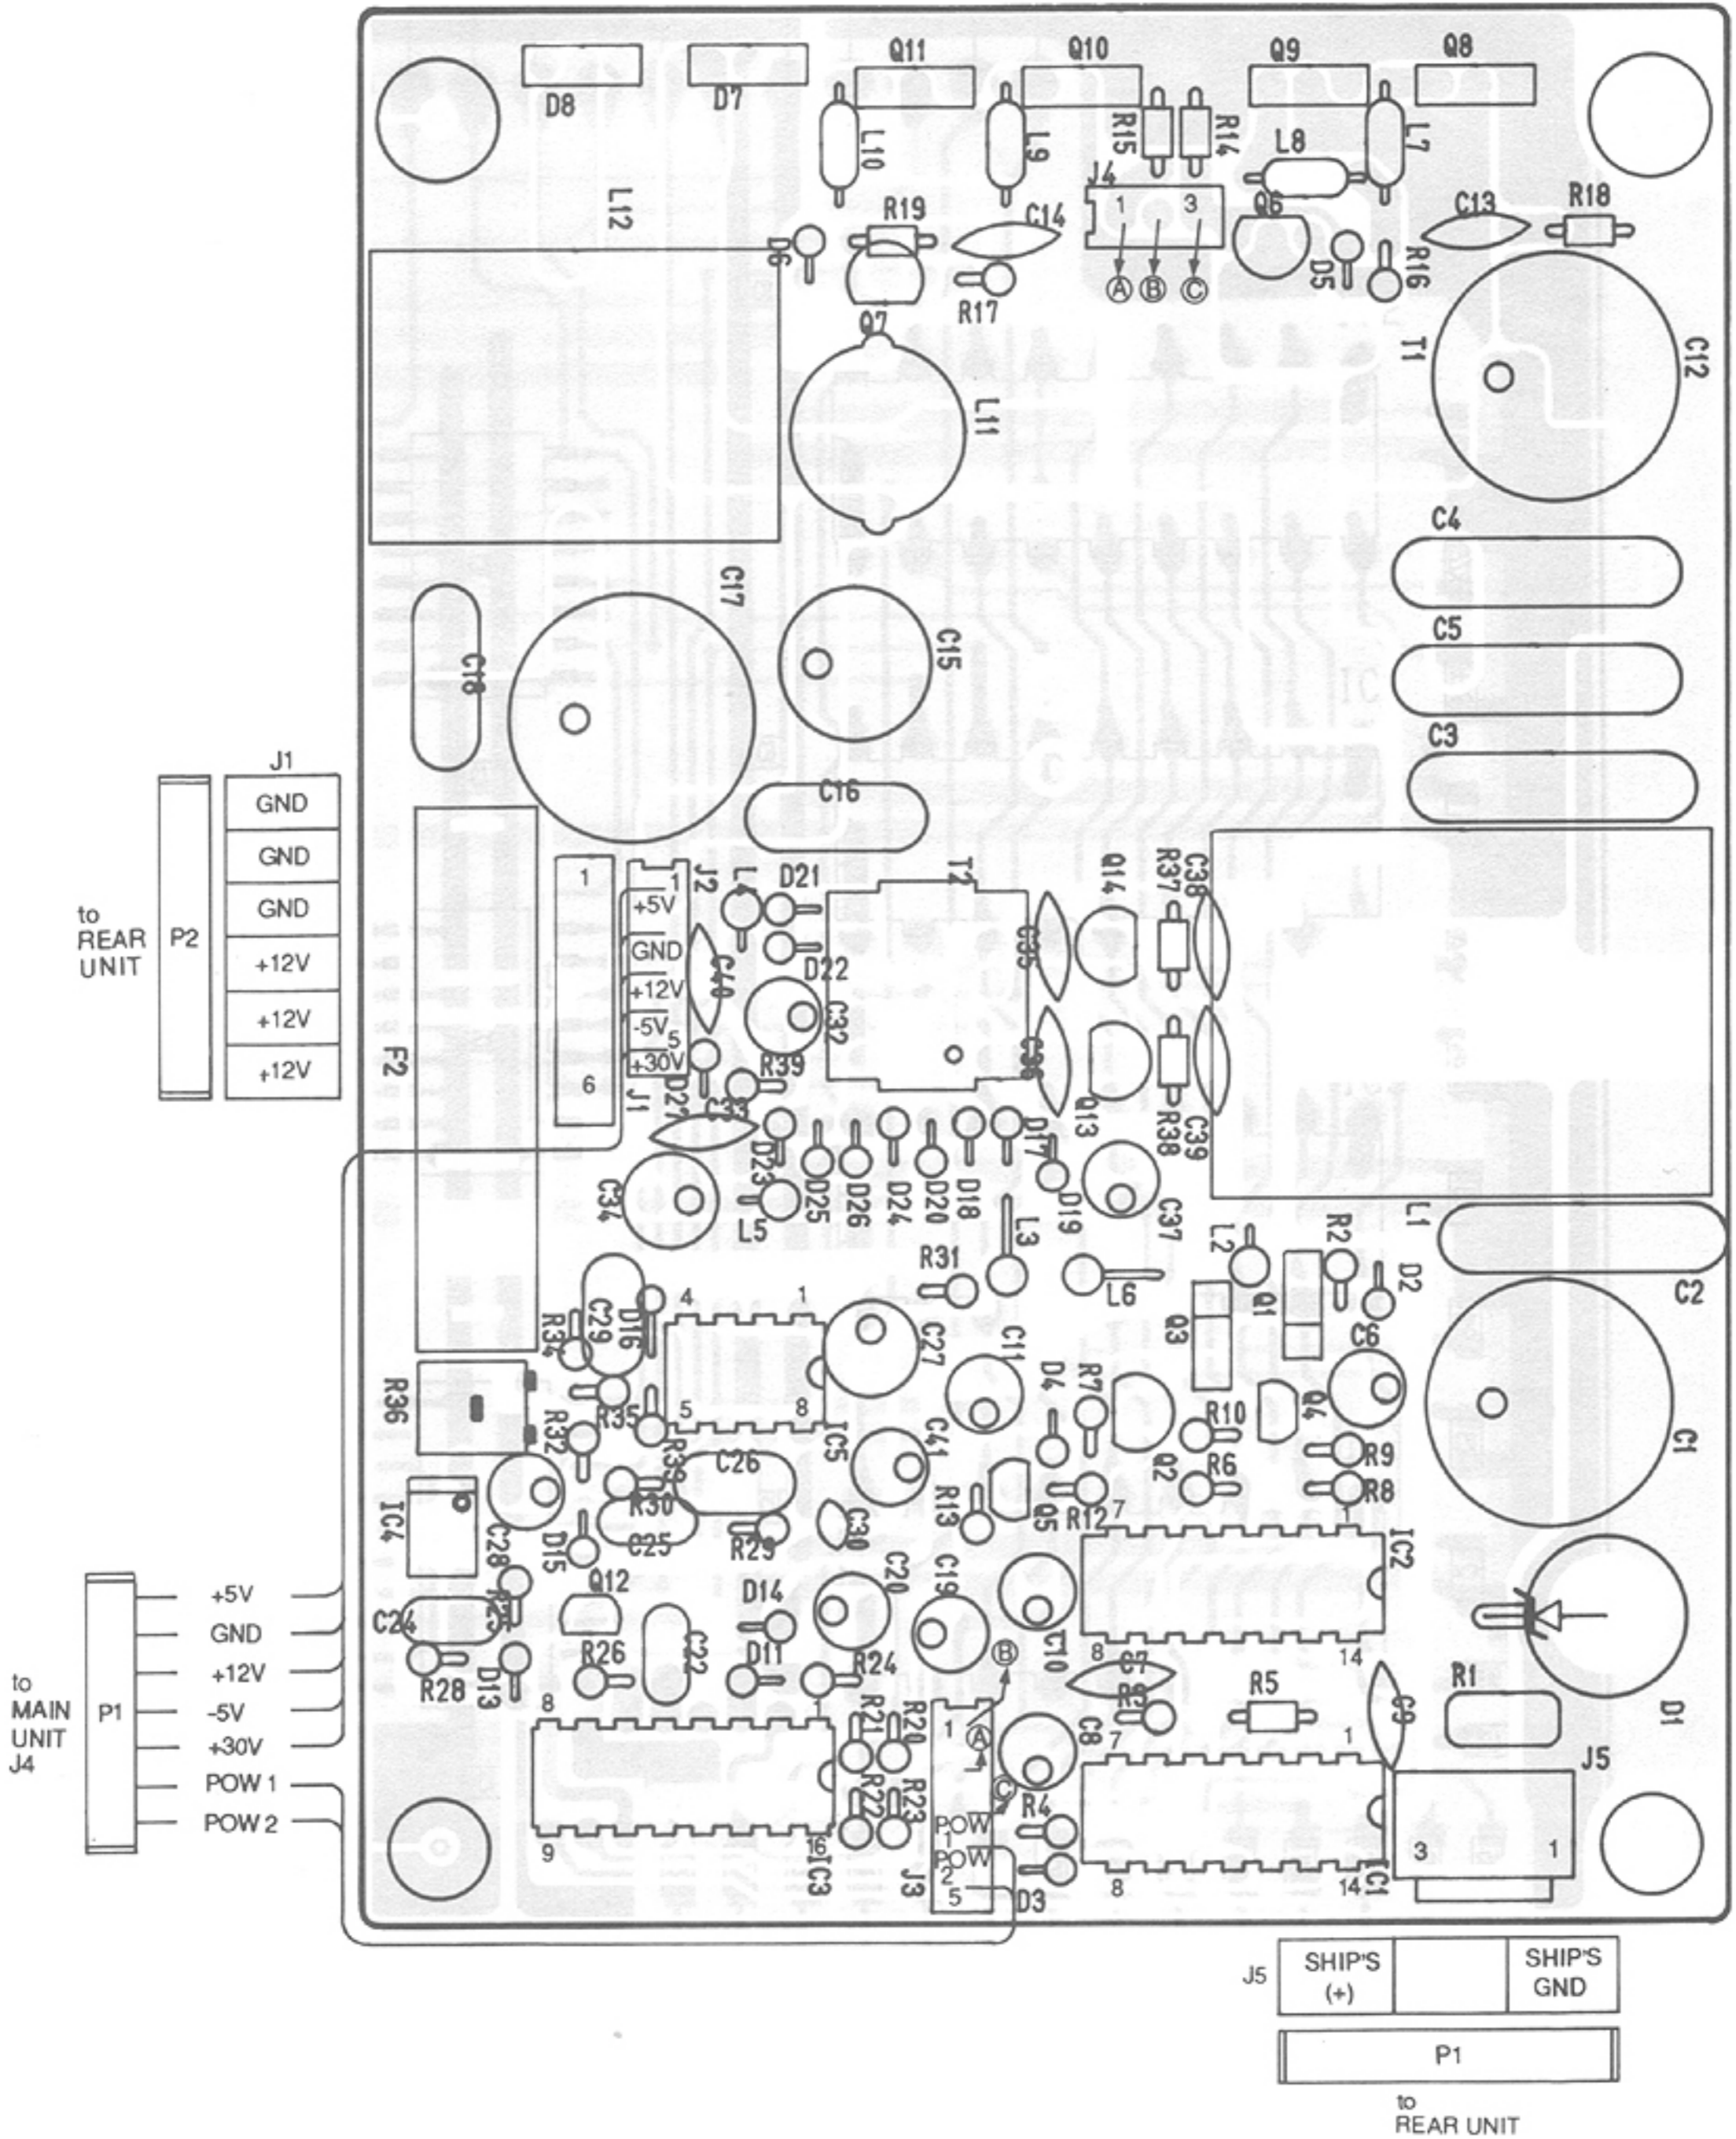 Q11
Q10
Q9
Q8
D8
D7
L10
L9
R15
R14
L8
L7
J4
1
3
L12
D6
R19
C14
Q6
C13
R18
D5
R16
A
B
C
R17
Q7
T1
C12
L11
C4
C17
C5
C15
C18
C3
J1
GND
GND
GND
+12V
+12V
+12V
P2
to
REAR
UNIT
C16
1
6
J1
F2
J2
1
+5V
GND
+12V
-5V
5
+30V
L4
D21
D22
C40
C32
R39
D27
C33
T2
C35
C36
Q14
Q13
R37
C38
R38
C39
D23
D25
D26
D24
D20
D18
D17
D19
C37
C34
L5
L3
R31
L6
L2
R2
D2
L1
C2
Q3
Q1
C6
R34
C29
D16
4
1
5
8
IC5
C27
C11
D4
R7
Q4
R10
R9
R6
R8
Q2
C1
R36
R35
R32
R33
C26
C41
R30
C25
R29
C30
R13
Q5
R12
7
1
IC2
8
14
IC4
C28
D15
Q12
D14
C20
C19
C10
C24
R28
D13
R26
C22
D11
R24
B
C7
R5
C9
R1
D1
8
1
9
16
IC3
R21
R20
R22
R23
1
A
C
POW
1
POW
2
5
J3
C8
R4
D3
7
1
8
14
IC1
J5
3
1
to
MAIN
UNIT
J4
P1
+5V
GND
+12V
-5V
+30V
POW 1
POW 2
J5
SHIP'S
(+)
SHIP'S
GND
P1
to
REAR UNIT